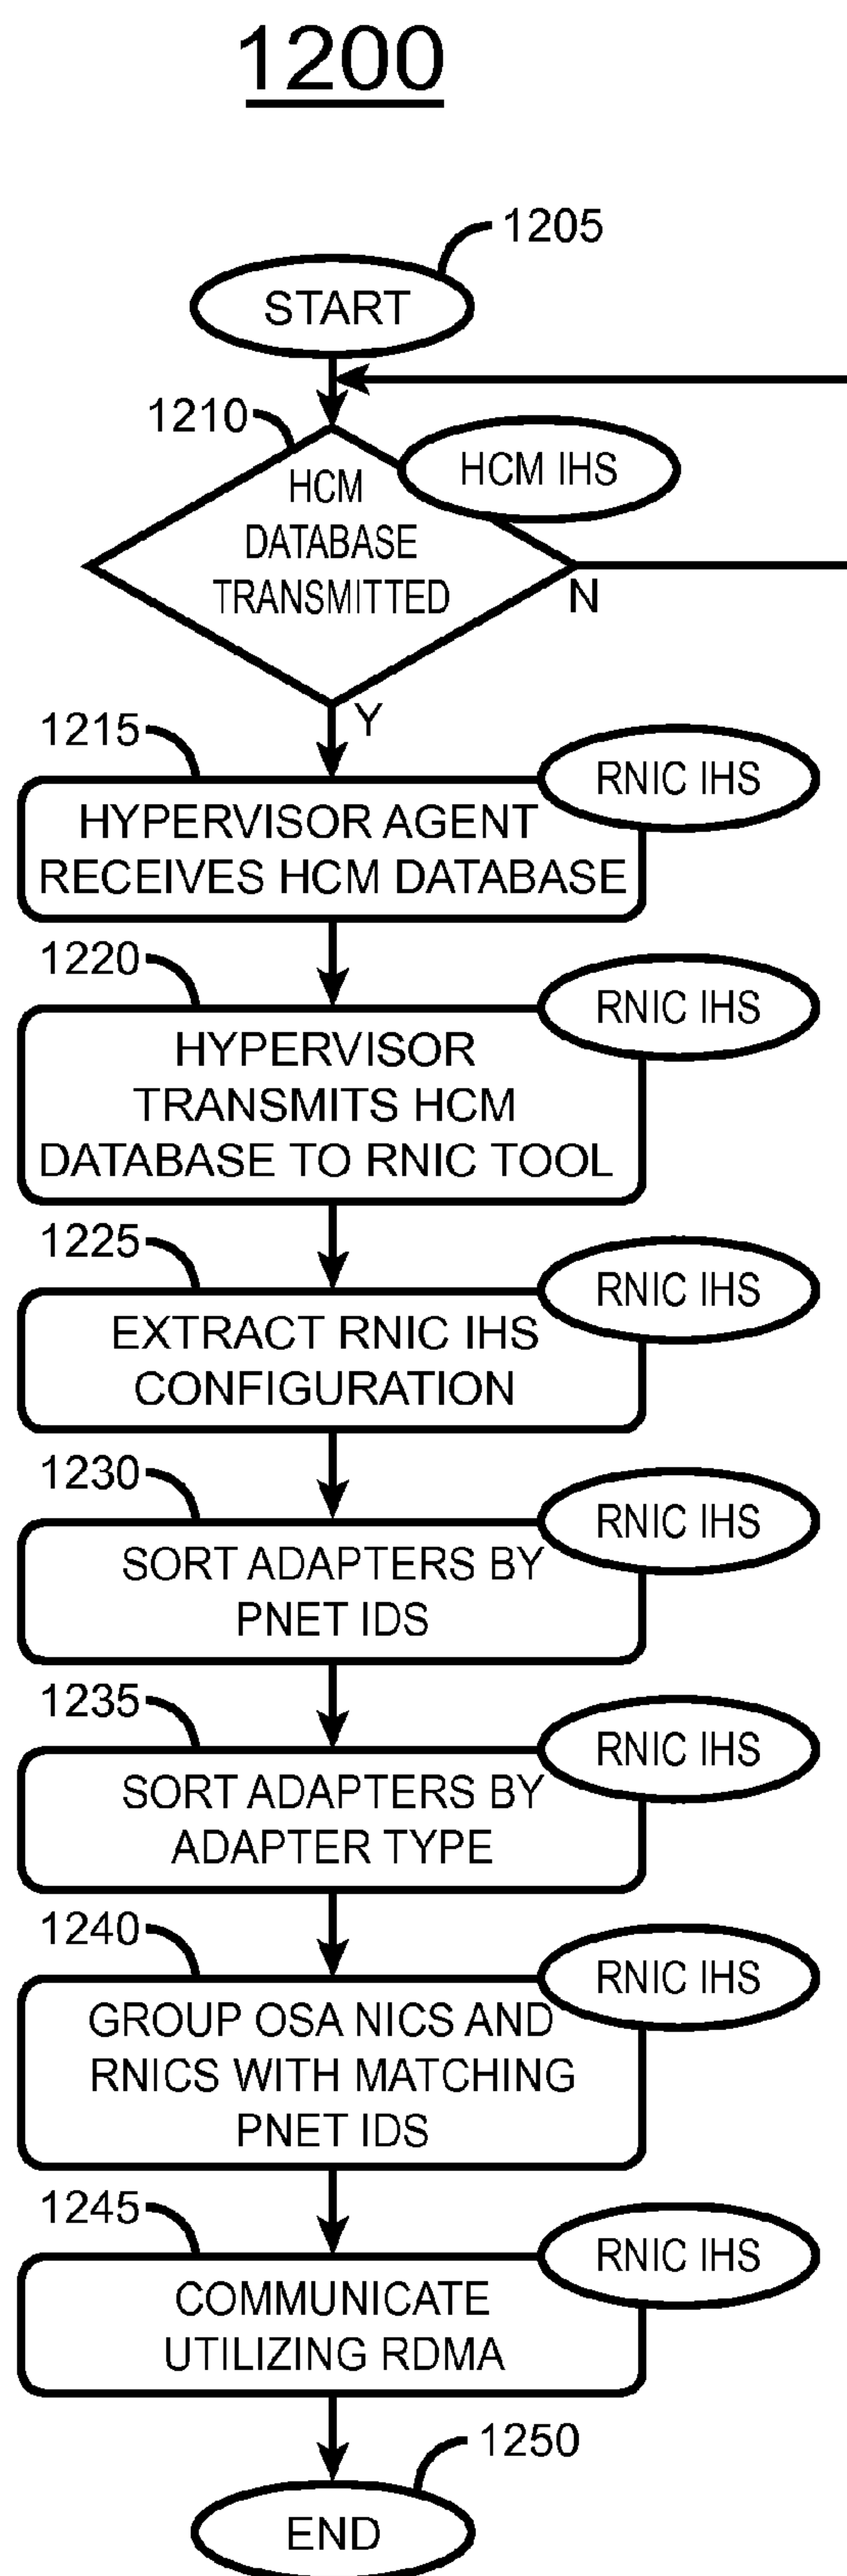 1200
1205
START
1210
HCM IHS
HCM
DATABASE
TRANSMITTED
N
Y
1215
RNIC IHS
HYPERVISOR AGENT
RECEIVES HCM DATABASE
1220
RNIC IHS
HYPERVISOR
TRANSMITS HCM
DATABASE TO RNIC TOOL
1225
RNIC IHS
EXTRACT RNIC IHS
CONFIGURATION
1230
RNIC IHS
SORT ADAPTERS BY
PNET IDS
1235
RNIC IHS
SORT ADAPTERS BY
ADAPTER TYPE
1240
RNIC IHS
GROUP OSA NICS AND
RNICS WITH MATCHING
PNET IDS
1245
RNIC IHS
COMMUNICATE
UTILIZING RDMA
1250
END